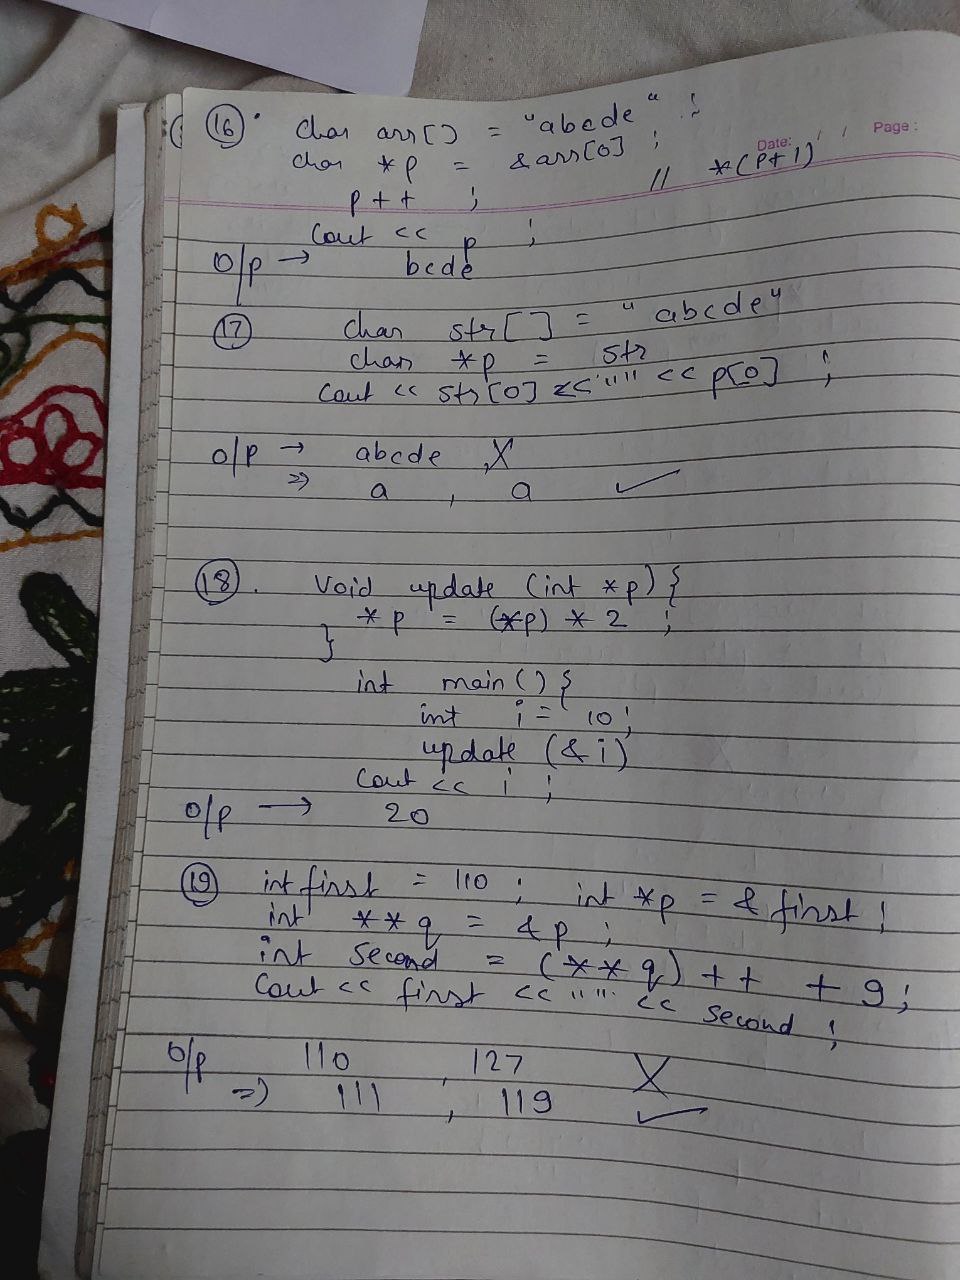 (16) char arr[] = "abcde" ;
Date: / / Page:
char *p = &arr[0] ;
p++ ; // *(p+1)
cout << p ;
o/p → bcde
(17) char str[] = "abcde"
char *p = str
cout << str[0] << " " << p[0] ;
o/p → abcde X
⇒ a , a ✓
(18). void update (int *p) {
*p = (*p) * 2 ;
}
int main() {
int i = 10 ;
update (&i)
cout << i ;
o/p → 20
(19) int first = 110 ; int *p = & first ;
int **q = &p ;
int second = (**q)++ + 9 ;
cout << first << " " << second ;
o/p 110 , 127 X
⇒ 111 , 119 ✓